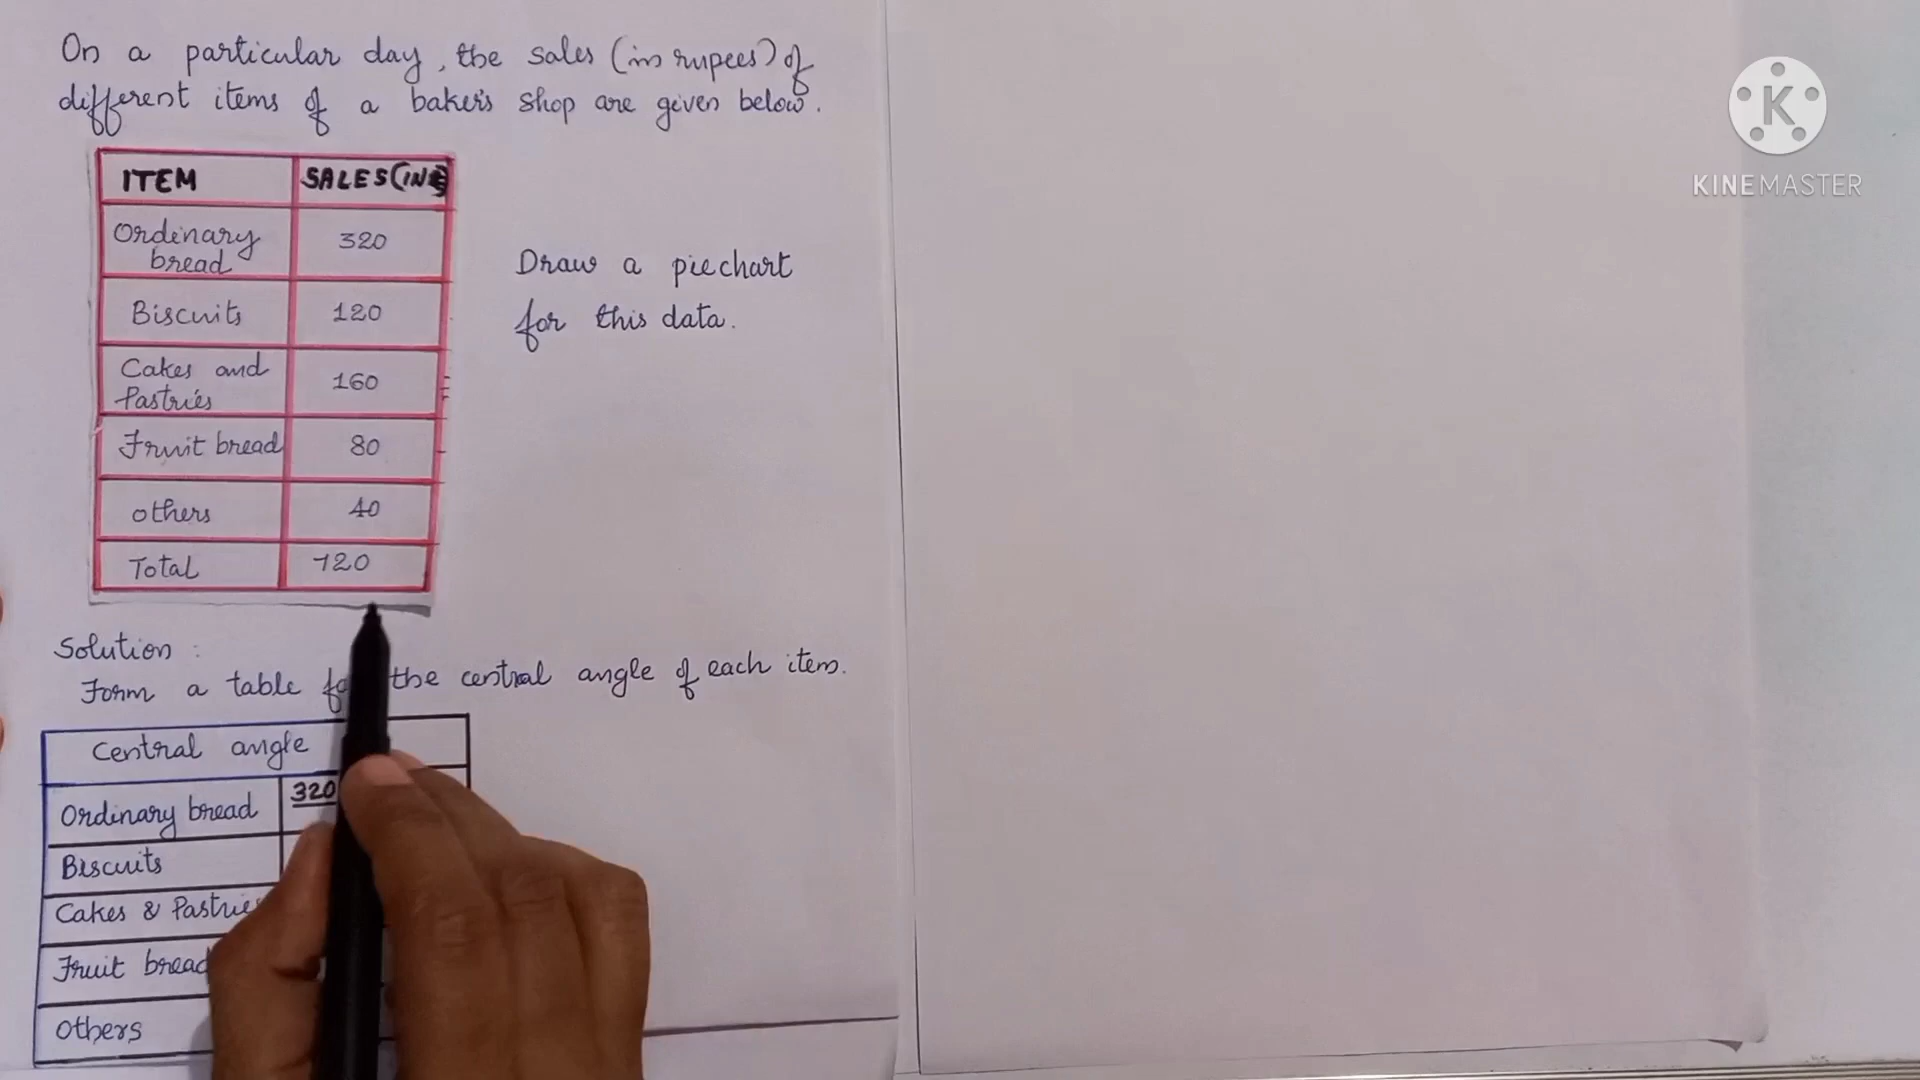 On a particular day, the sales (in rupees) of
different items of a baker's shop are given below.
ITEM SALES (IN
Ordinary bread 320
Biscuits 120
Cakes and Pastries 160
Fruit bread 80
others 40
Total 720
Draw a piechart
for this data.
Solution :
Form a table the central angle of each item.
Central angle
Ordinary bread 320
Biscuits
Cakes & Pastries
Fruit bread
others
K
KINEMASTER